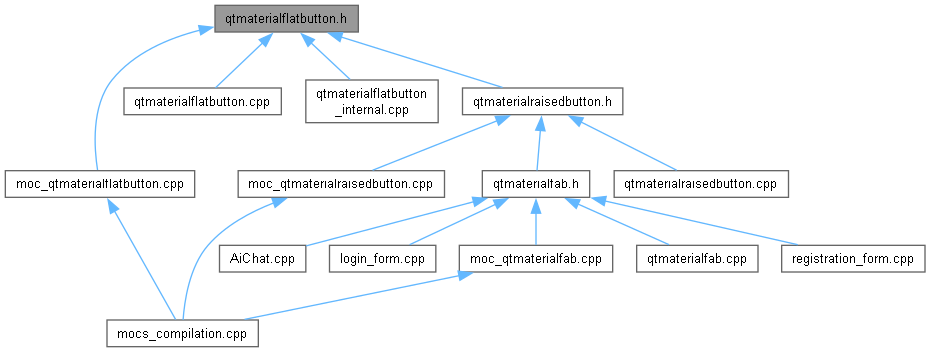 qtmaterialflatbutton.h
qtmaterialflatbutton.cpp
qtmaterialflatbutton
_internal.cpp
qtmaterialraisedbutton.h
moc_qtmaterialflatbutton.cpp
moc_qtmaterialraisedbutton.cpp
qtmaterialfab.h
qtmaterialraisedbutton.cpp
AiChat.cpp
login_form.cpp
moc_qtmaterialfab.cpp
qtmaterialfab.cpp
registration_form.cpp
mocs_compilation.cpp